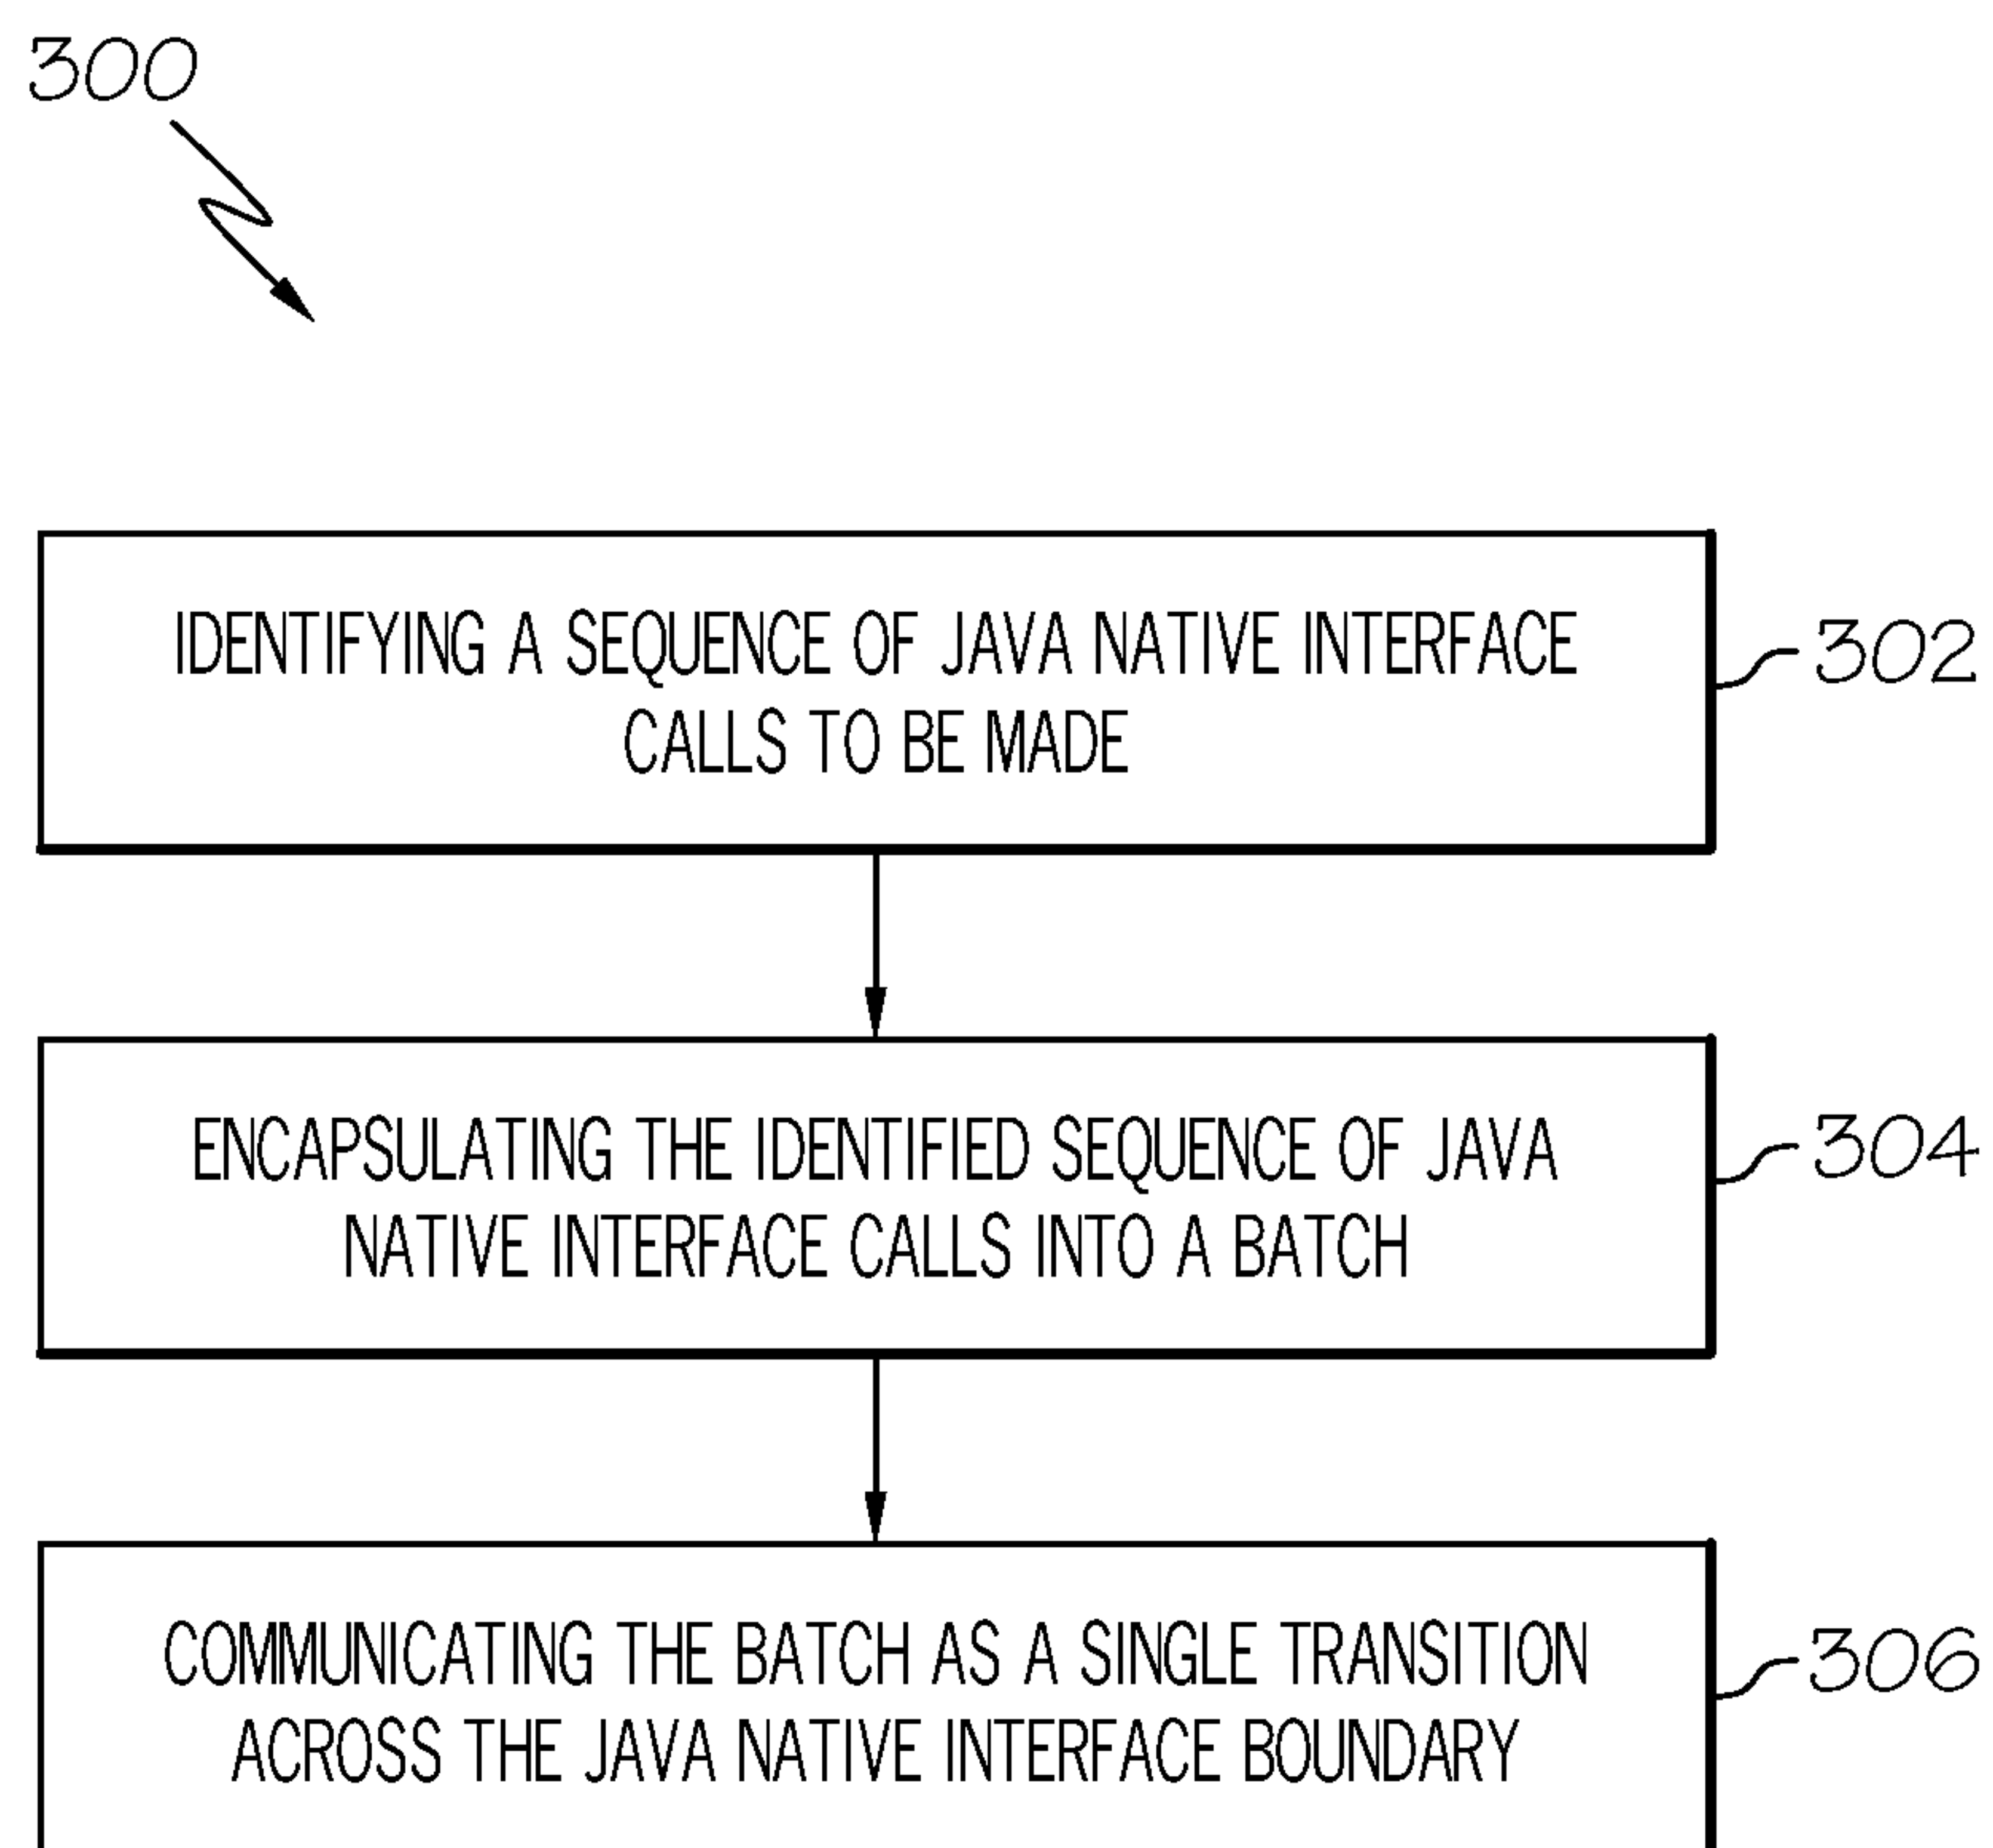 300
IDENTIFYING A SEQUENCE OF JAVA NATIVE INTERFACE
CALLS TO BE MADE
302
ENCAPSULATING THE IDENTIFIED SEQUENCE OF JAVA
NATIVE INTERFACE CALLS INTO A BATCH
304
COMMUNICATING THE BATCH AS A SINGLE TRANSITION
ACROSS THE JAVA NATIVE INTERFACE BOUNDARY
306